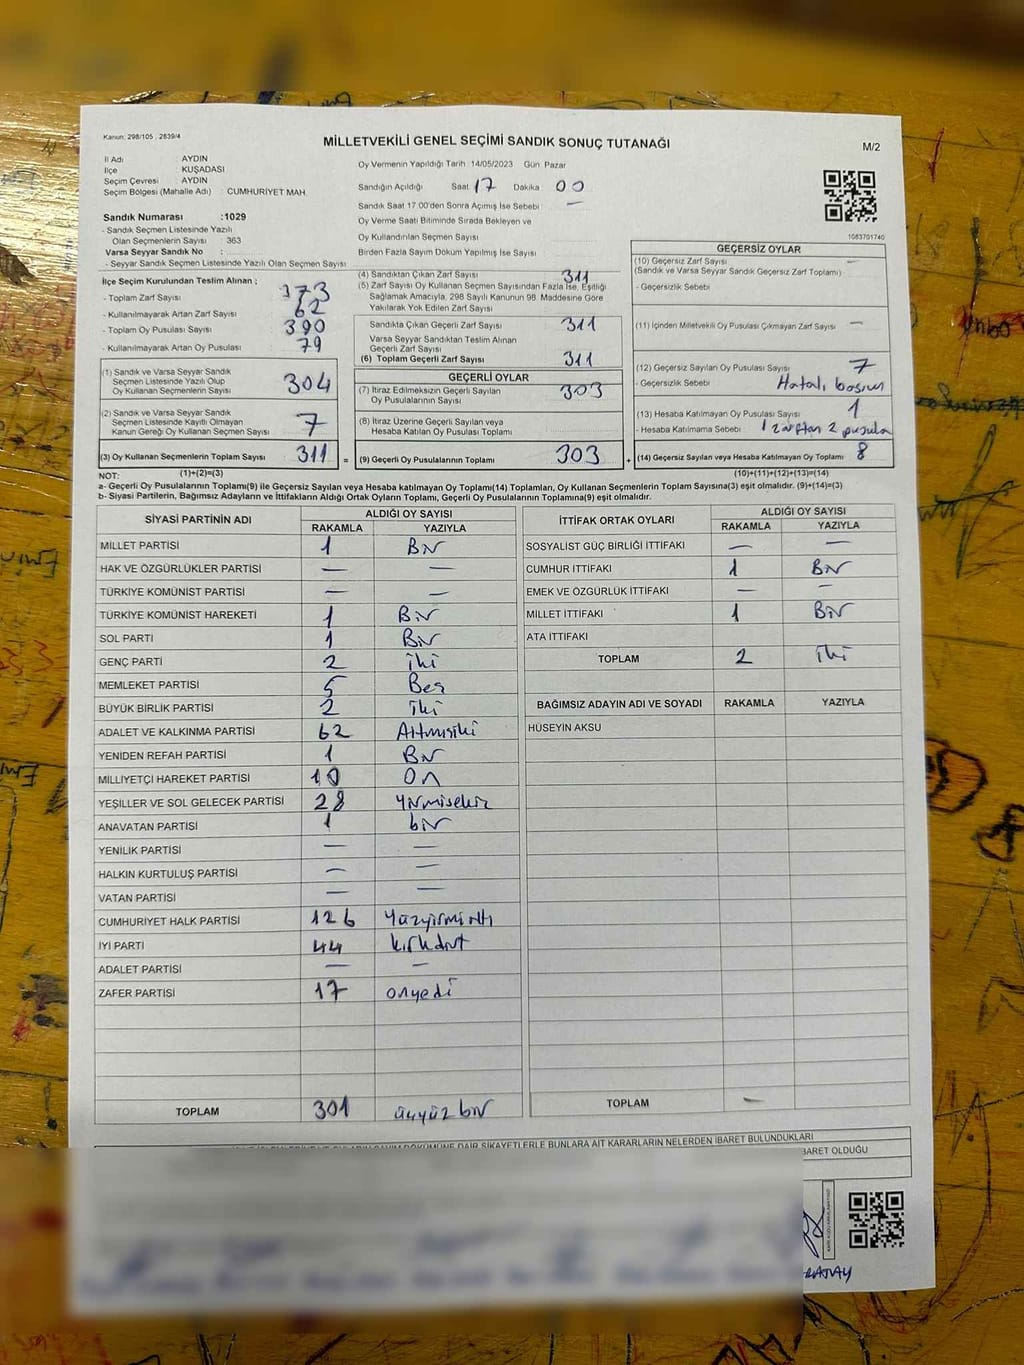 Kanun: 298/105 , 2839/4
MİLLETVEKİLİ GENEL SEÇİMİ SANDIK SONUÇ TUTANAĞI
M/2
İl Adı : AYDIN
İlçe : KUŞADASI
Seçim Çevresi : AYDIN
Seçim Bölgesi (Mahalle Adı) : CUMHURİYET MAH.
Sandık Numarası :1029
- Sandık Seçmen Listesinde Yazılı
Olan Seçmenlerin Sayısı : 363
Varsa Seyyar Sandık No :
- Seyyar Sandık Seçmen Listesinde Yazılı Olan Seçmen Sayısı
Oy Vermenin Yapıldığı Tarih :14/05/2023 Gün: Pazar
Sandığın Açıldığı Saat 17 Dakika 00
Sandık Saat 17.00'den Sonra Açılmış İse Sebebi —
Oy Verme Saati Bitiminde Sırada Bekleyen ve
Oy Kullandırılan Seçmen Sayısı
Birden Fazla Sayım Döküm Yapılmış İse Sayısı
1083701740
İlçe Seçim Kurulundan Teslim Alınan ;
- Toplam Zarf Sayısı 373
- Kullanılmayarak Artan Zarf Sayısı 62
- Toplam Oy Pusulası Sayısı 390
- Kullanılmayarak Artan Oy Pusulası 79
(1) Sandık ve Varsa Seyyar Sandık
Seçmen Listesinde Yazılı Olup
Oy Kullanan Seçmenlerin Sayısı 304
(2) Sandık ve Varsa Seyyar Sandık
Seçmen Listesinde Kayıtlı Olmayan
Kanun Gereği Oy Kullanan Seçmen Sayısı 7
(3) Oy Kullanan Seçmenlerin Toplam Sayısı 311 =
(1)+(2)=(3)
(4) Sandıktan Çıkan Zarf Sayısı 311
(5) Zarf Sayısı Oy Kullanan Seçmen Sayısından Fazla İse, Eşitliği
Sağlamak Amacıyla, 298 Sayılı Kanunun 98. Maddesine Göre
Yakılarak Yok Edilen Zarf Sayısı
Sandıkta Çıkan Geçerli Zarf Sayısı 311
Varsa Seyyar Sandıktan Teslim Alınan
Geçerli Zarf Sayısı
(6) Toplam Geçerli Zarf Sayısı 311
GEÇERLİ OYLAR
(7) İtiraz Edilmeksizin Geçerli Sayılan
Oy Pusulalarının Sayısı 303
(8) İtiraz Üzerine Geçerli Sayılan veya
Hesaba Katılan Oy Pusulası Toplamı
(9) Geçerli Oy Pusulalarının Toplamı 303 +
GEÇERSİZ OYLAR
(10) Geçersiz Zarf Sayısı —
(Sandık ve Varsa Seyyar Sandık Geçersiz Zarf Toplamı)
- Geçersizlik Sebebi
(11) İçinden Milletvekili Oy Pusulası Çıkmayan Zarf Sayısı —
(12) Geçersiz Sayılan Oy Pusulası Sayısı 7
- Geçersizlik Sebebi Hatalı basım
(13) Hesaba Katılmayan Oy Pusulası Sayısı 1
- Hesaba Katılmama Sebebi 1 zarftan 2 pusula
(14) Geçersiz Sayılan veya Hesaba Katılmayan Oy Toplamı 8
(10)+(11)+(12)+(13)=(14)
NOT:
a- Geçerli Oy Pusulalarının Toplamı(9) ile Geçersiz Sayılan veya Hesaba katılmayan Oy Toplamı(14) Toplamları, Oy Kullanan Seçmenlerin Toplam Sayısına(3) eşit olmalıdır. (9)+(14)=(3)
b- Siyasi Partilerin, Bağımsız Adayların ve İttifakların Aldığı Ortak Oyların Toplamı, Geçerli Oy Pusulalarının Toplamına(9) eşit olmalıdır.
SİYASİ PARTİNİN ADI ALDIĞI OY SAYISI
RAKAMLA YAZIYLA
MİLLET PARTİSİ 1 Bir
HAK VE ÖZGÜRLÜKLER PARTİSİ — —
TÜRKİYE KOMÜNİST PARTİSİ — —
TÜRKİYE KOMÜNİST HAREKETİ 1 Bir
SOL PARTİ 1 Bir
GENÇ PARTİ 2 iki
MEMLEKET PARTİSİ 5 Beş
BÜYÜK BİRLİK PARTİSİ 2 iki
ADALET VE KALKINMA PARTİSİ 62 Altmışiki
YENİDEN REFAH PARTİSİ 1 Bir
MİLLİYETÇİ HAREKET PARTİSİ 10 On
YEŞİLLER VE SOL GELECEK PARTİSİ 28 Yirmisekiz
ANAVATAN PARTİSİ 1 bir
YENİLİK PARTİSİ — —
HALKIN KURTULUŞ PARTİSİ — —
VATAN PARTİSİ — —
CUMHURİYET HALK PARTİSİ 126 Yüzyirmialtı
İYİ PARTİ 44 kırkdört
ADALET PARTİSİ — —
ZAFER PARTİSİ 17 onyedi
TOPLAM 301 üçyüz bir
İTTİFAK ORTAK OYLARI ALDIĞI OY SAYISI
RAKAMLA YAZIYLA
SOSYALİST GÜÇ BİRLİĞİ İTTİFAKI — —
CUMHUR İTTİFAKI 1 Bir
EMEK VE ÖZGÜRLÜK İTTİFAKI — —
MİLLET İTTİFAKI 1 Bir
ATA İTTİFAKI
TOPLAM 2 iki
BAĞIMSIZ ADAYIN ADI VE SOYADI RAKAMLA YAZIYLA
HÜSEYİN AKSU
TOPLAM —
DÖKÜMÜNE DAİR ŞİKAYETLERLE BUNLARA AİT KARARLARIN NELERDEN İBARET BULUNDUKLARI
İBARET OLDUĞU